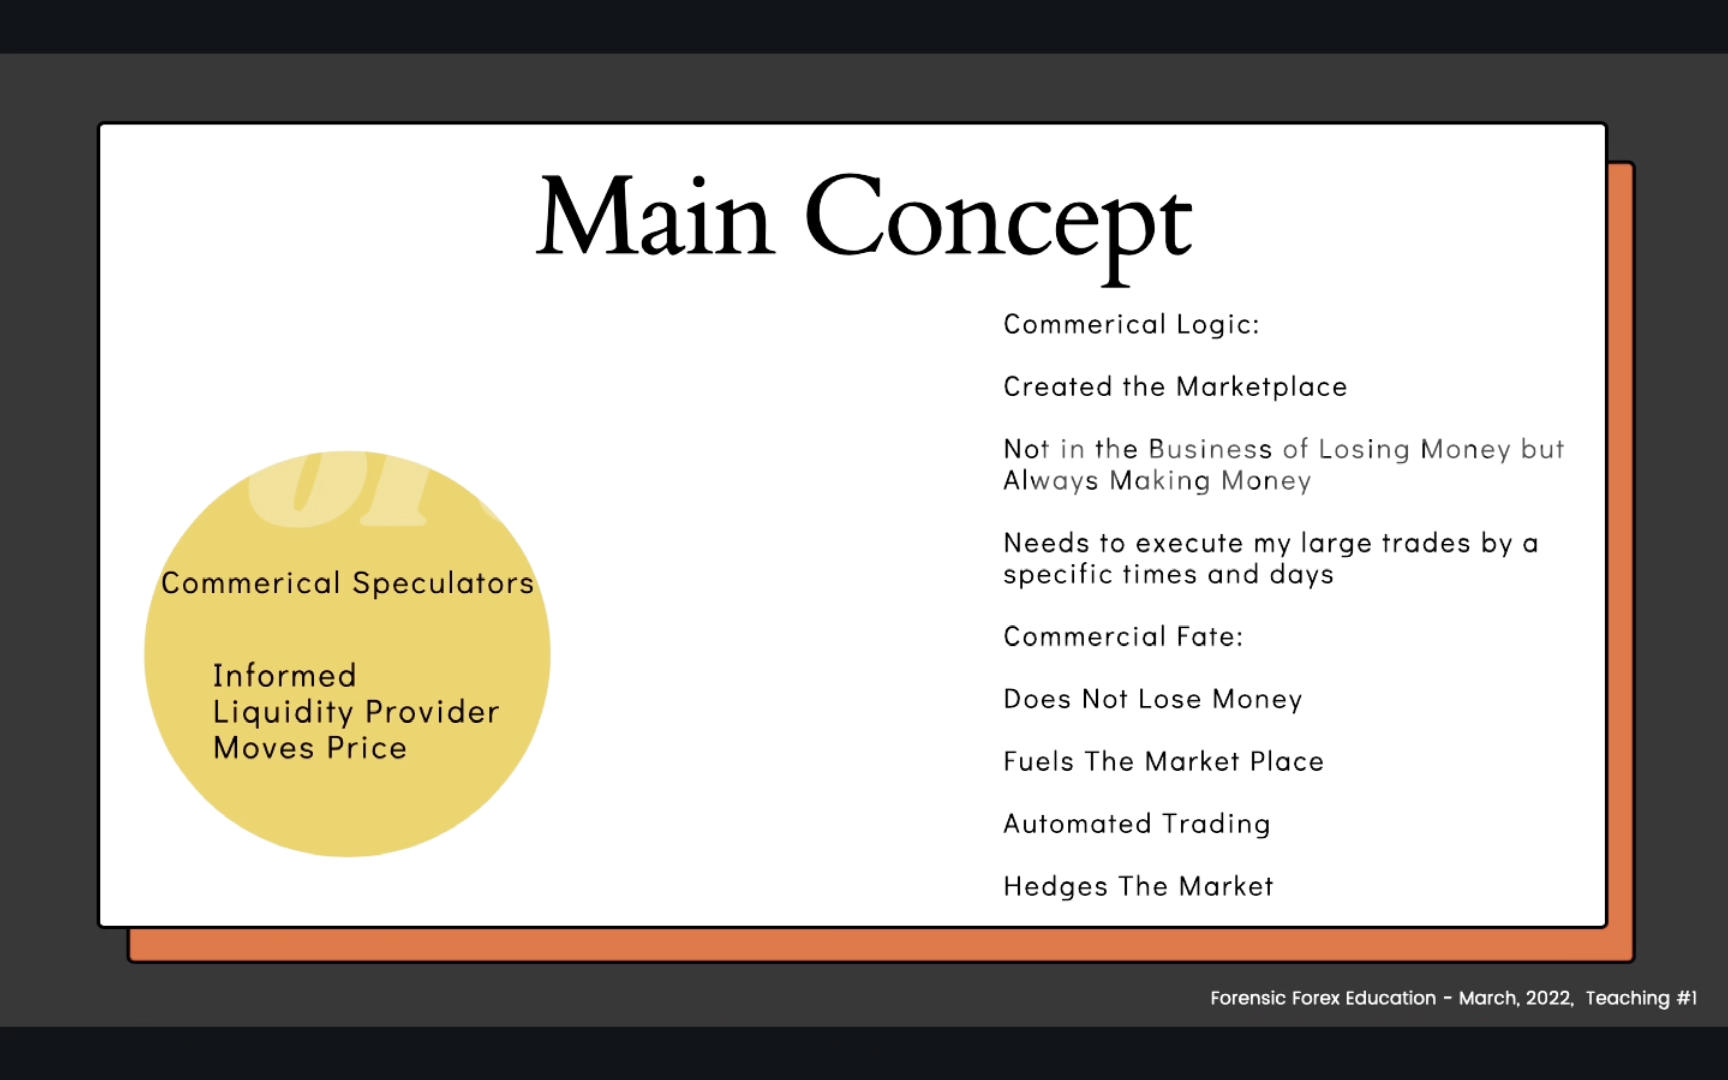 Main Concept
Commerical Logic:
Created the Marketplace
Not in the Business of Losing Money but
Always Making Money
Needs to execute my large trades by a
specific times and days
Commercial Fate:
Does Not Lose Money
Fuels The Market Place
Automated Trading
Hedges The Market
Commerical Speculators
Informed
Liquidity Provider
Moves Price
Forensic Forex Education - March, 2022, Teaching #1